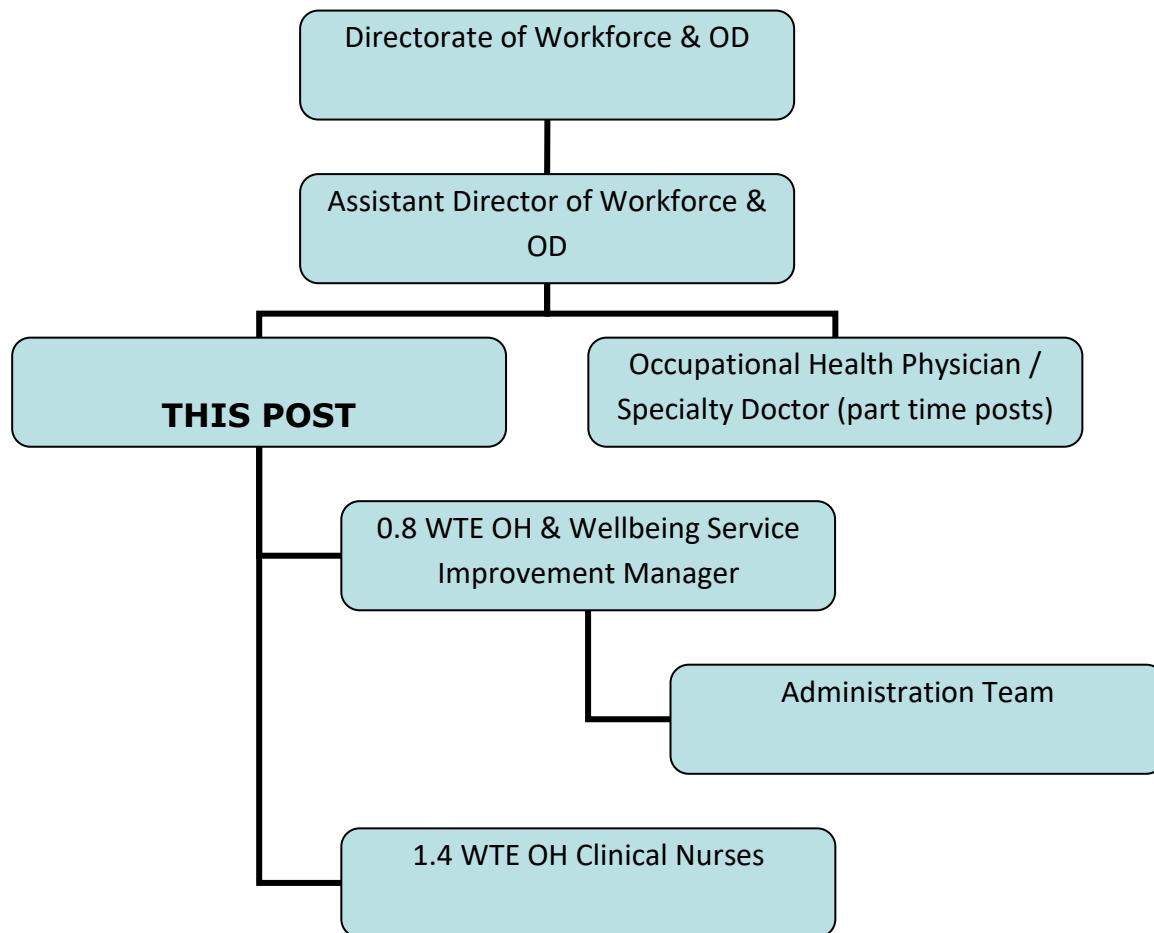 Directorate of Workforce & OD
Assistant Director of Workforce &
OD
THIS POST
Occupational Health Physician /
Specialty Doctor (part time posts)
0.8 WTE OH & Wellbeing Service
Improvement Manager
Administration Team
1.4 WTE OH Clinical Nurses